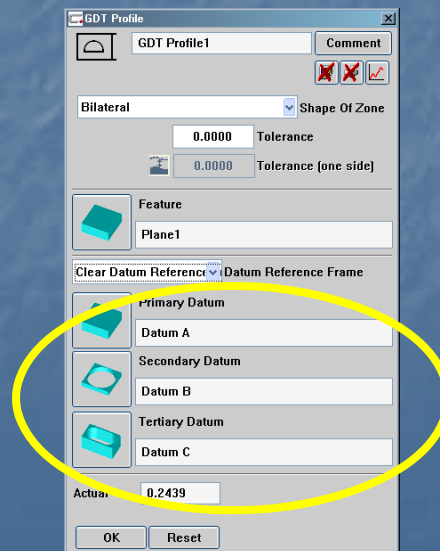 GDT Profile
GDT Profile1 Comment
Bilateral Shape Of Zone
0.0000 Tolerance
0.0000 Tolerance (one side)
Feature
Plane1
Clear Datum Reference Datum Reference Frame
Primary Datum
Datum A
Secondary Datum
Datum B
Tertiary Datum
Datum C
Actual 0.2439
OK Reset